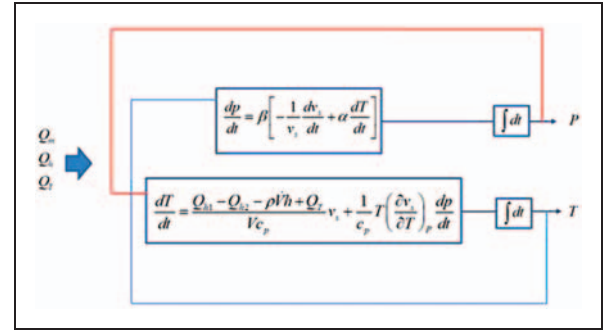 dp/dt = β[-1/v_s dv_s/dt + α dT/dt]
∫dt
P
Q_m
Q_h
Q_T
dT/dt = (Q_h1 - Q_h2 - ρV̇h + Q_T)/(Vc_p) v_s + 1/c_p T(∂v_s/∂T)_P dp/dt
∫dt
T